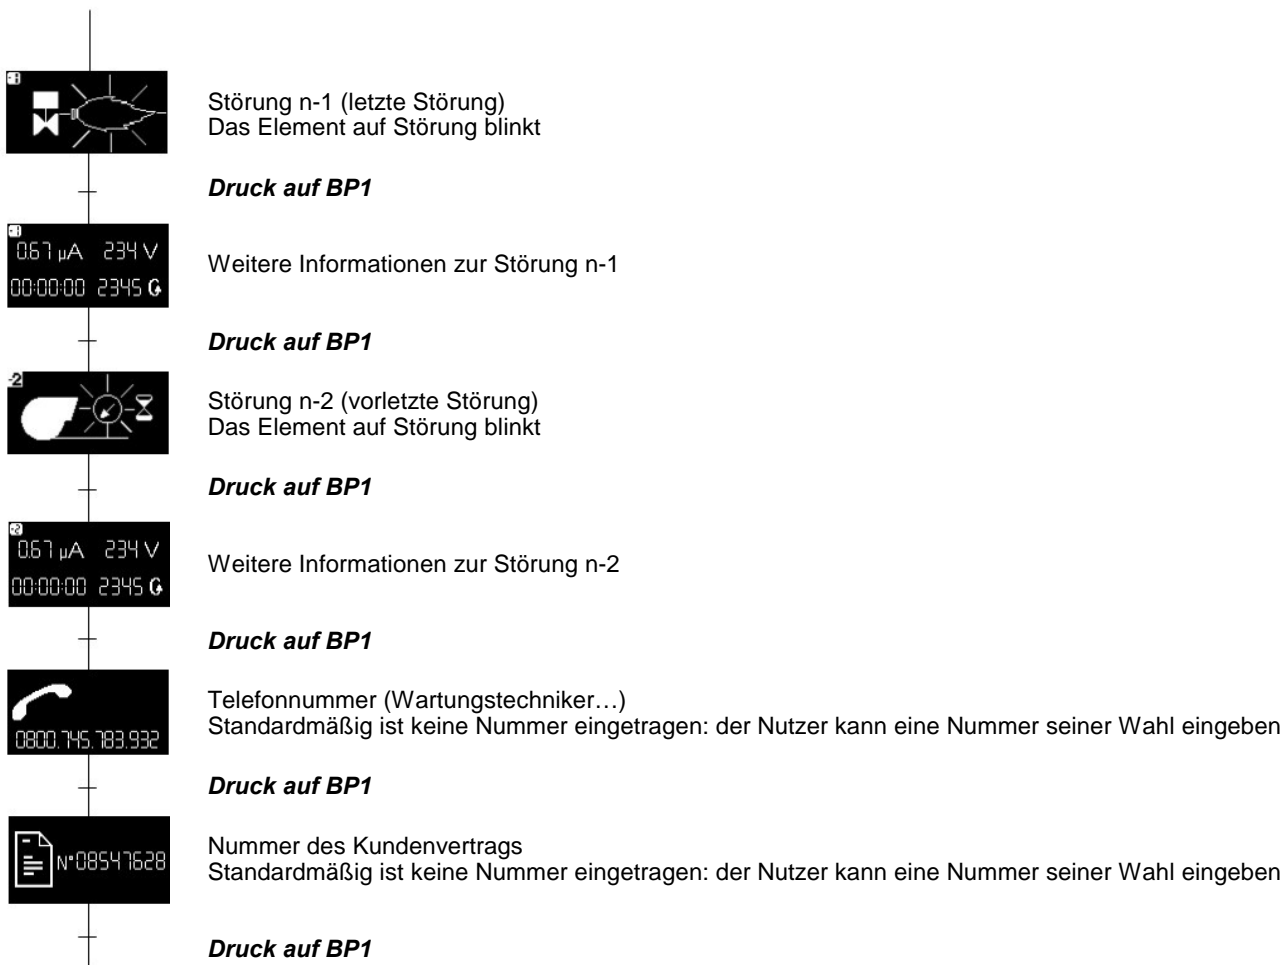 -1
Störung n-1 (letzte Störung)
Das Element auf Störung blinkt
Druck auf BP1
-1
0.67 µA 234 V
00:00:00 2345
Weitere Informationen zur Störung n-1
Druck auf BP1
-2
Störung n-2 (vorletzte Störung)
Das Element auf Störung blinkt
Druck auf BP1
-2
0.67 µA 234 V
00:00:00 2345
Weitere Informationen zur Störung n-2
Druck auf BP1
0800.745.783.932
Telefonnummer (Wartungstechniker…)
Standardmäßig ist keine Nummer eingetragen: der Nutzer kann eine Nummer seiner Wahl eingeben
Druck auf BP1
N°08547628
Nummer des Kundenvertrags
Standardmäßig ist keine Nummer eingetragen: der Nutzer kann eine Nummer seiner Wahl eingeben
Druck auf BP1